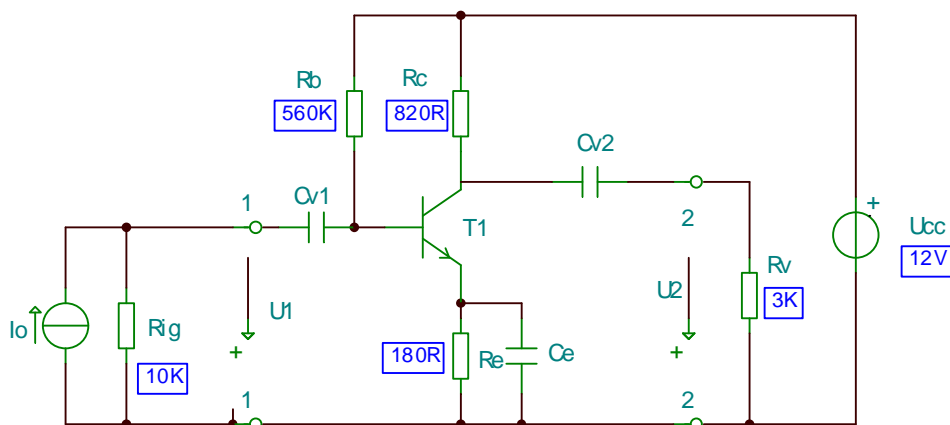 Rb
560K
Rc
820R
Cv2
Cv1
1
T1
2
+
Ucc
12V
Io
Rig
10K
U1
+
180R
Re
Ce
U2
+
Rv
3K
1
2